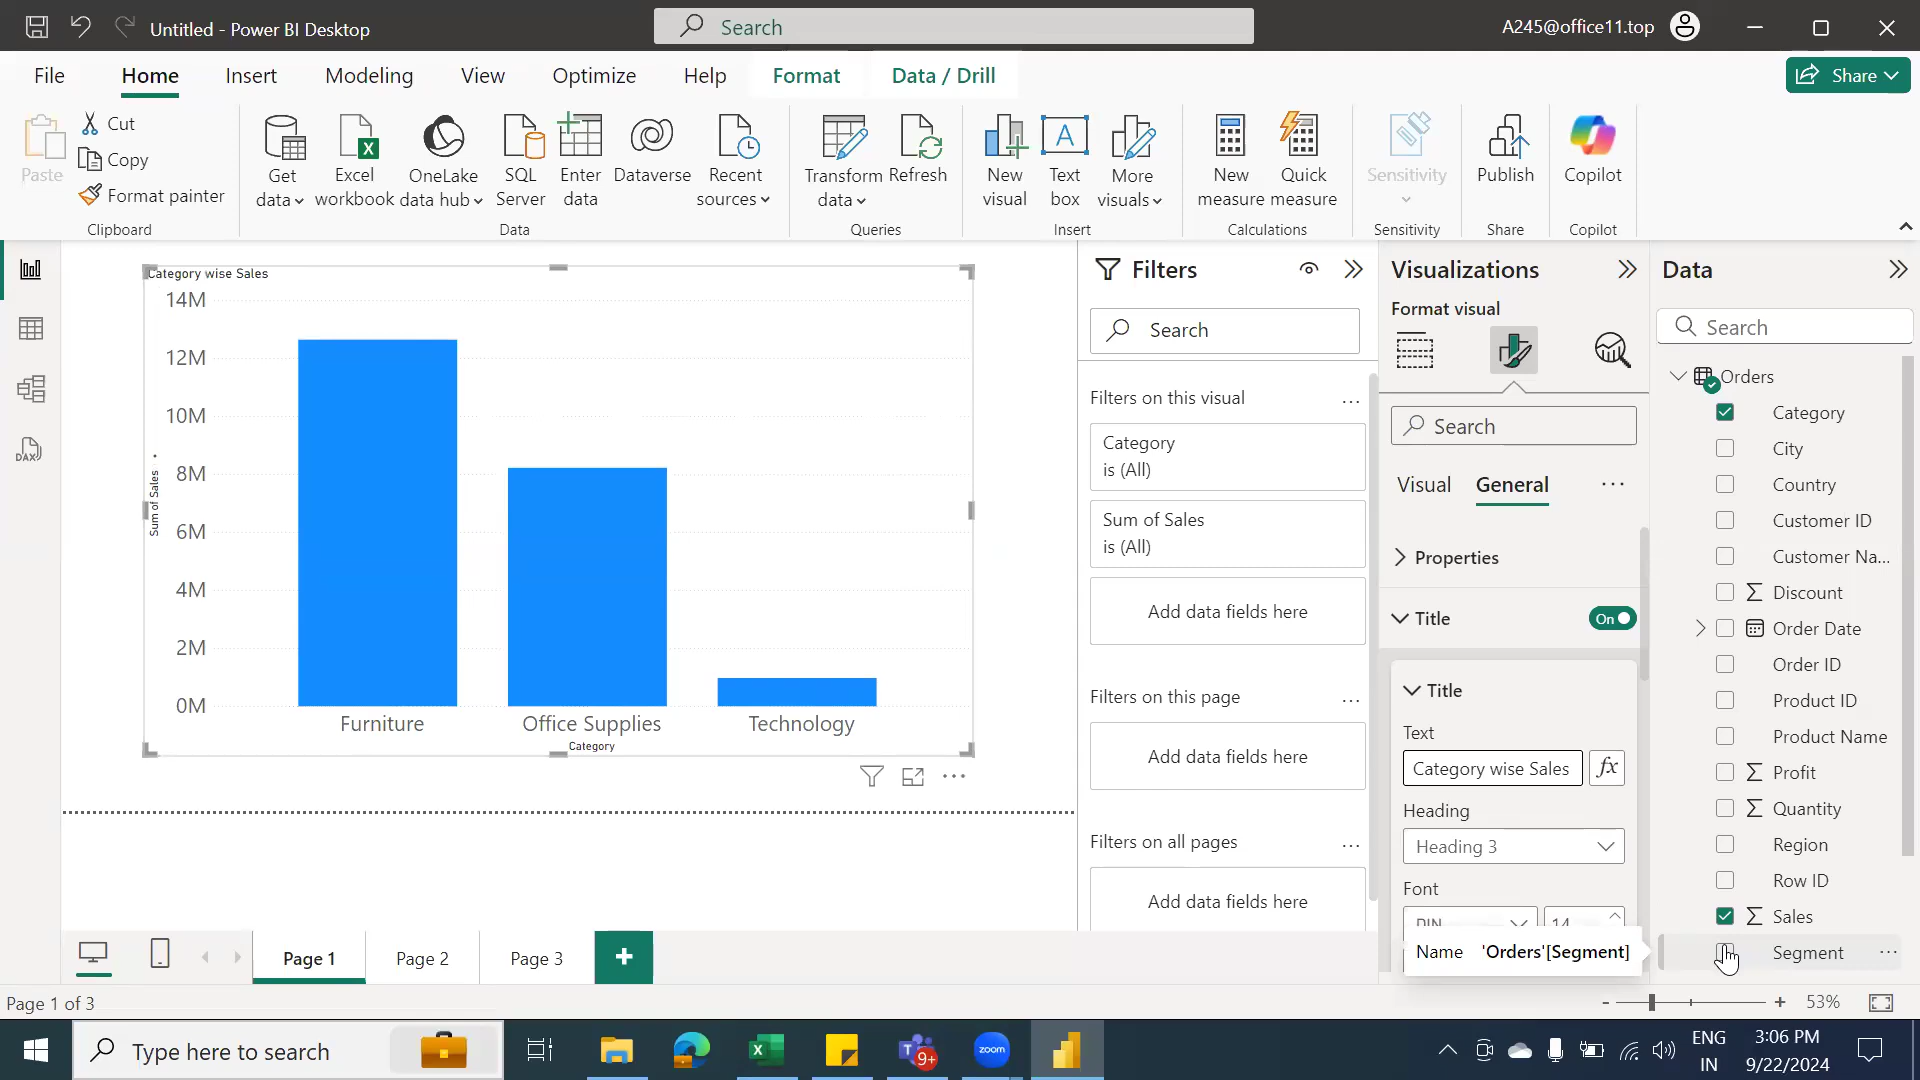 Untitled - Power BI Desktop
Search
A245@office11.top
File
Home
Insert
Modeling
View
Optimize
Help
Format
Data / Drill
Share
Paste
Cut
Copy
Format painter
Clipboard
Get data
Excel workbook
OneLake data hub
SQL Server
Enter data
Dataverse
Recent sources
Data
Transform data
Refresh
Queries
New visual
Text box
More visuals
Insert
New measure
Quick measure
Calculations
Sensitivity
Sensitivity
Publish
Share
Copilot
Copilot
DAX
Category wise Sales
14M
12M
10M
8M
6M
4M
2M
0M
Sum of Sales
Furniture
Office Supplies
Technology
Category
Filters
Search
Filters on this visual
...
Category
is (All)
Sum of Sales
is (All)
Add data fields here
Filters on this page
...
Add data fields here
Filters on all pages
...
Add data fields here
Visualizations
Format visual
Search
Visual
General
...
Properties
Title
On
Title
Text
Category wise Sales
fx
Heading
Heading 3
Font
DIN
14
Name 'Orders'[Segment]
Data
Search
Orders
Category
City
Country
Customer ID
Customer Na...
Discount
Order Date
Order ID
Product ID
Product Name
Profit
Quantity
Region
Row ID
Sales
Segment
...
Page 1
Page 2
Page 3
+
Page 1 of 3
- + 53%
Type here to search
9+
zoom
ENG
IN
3:06 PM
9/22/2024